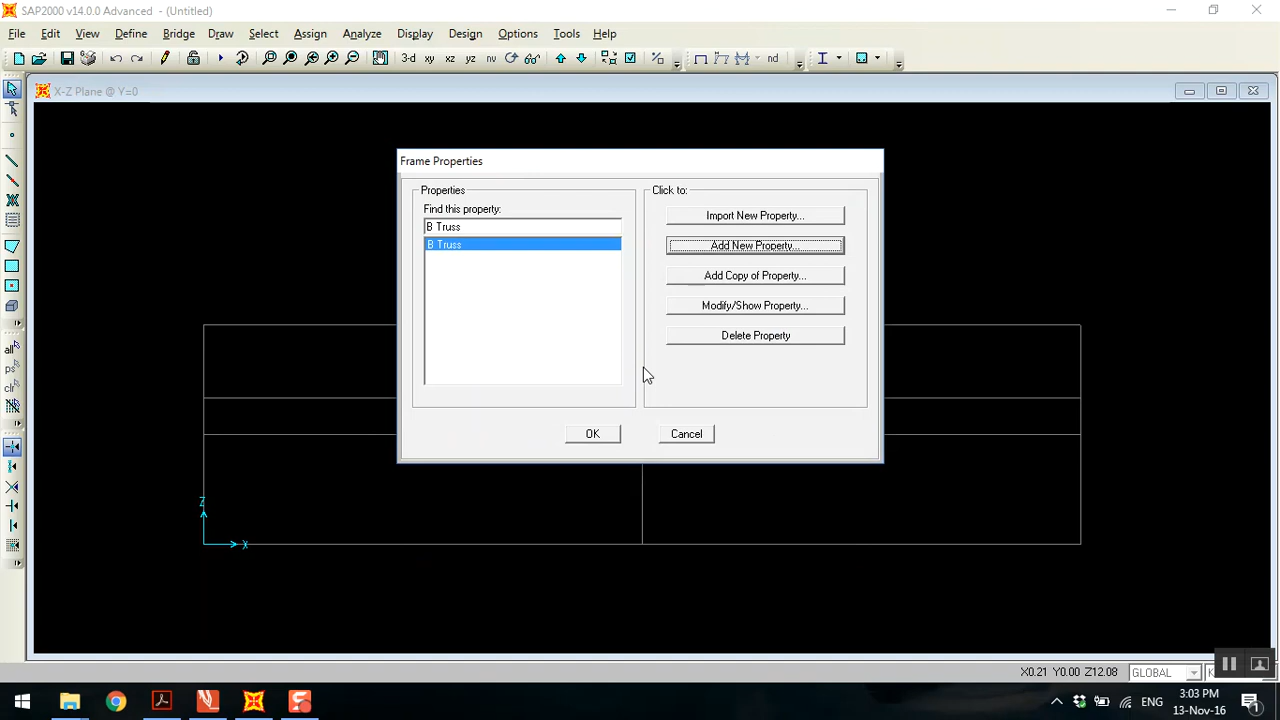 SAP2000 v14.0.0 Advanced - (Untitled)
File Edit View Define Bridge Draw Select Assign Analyze Display Design Options Tools Help
3-d xy xz yz nv nd
X-Z Plane @ Y=0
Frame Properties
Properties
Find this property:
B Truss
B Truss
Click to:
Import New Property...
Add New Property...
Add Copy of Property...
Modify/Show Property...
Delete Property
OK
Cancel
all
ps
clr
Z
X
X0.21 Y0.00 Z12.08
GLOBAL
ENG
3:03 PM
13-Nov-16
1